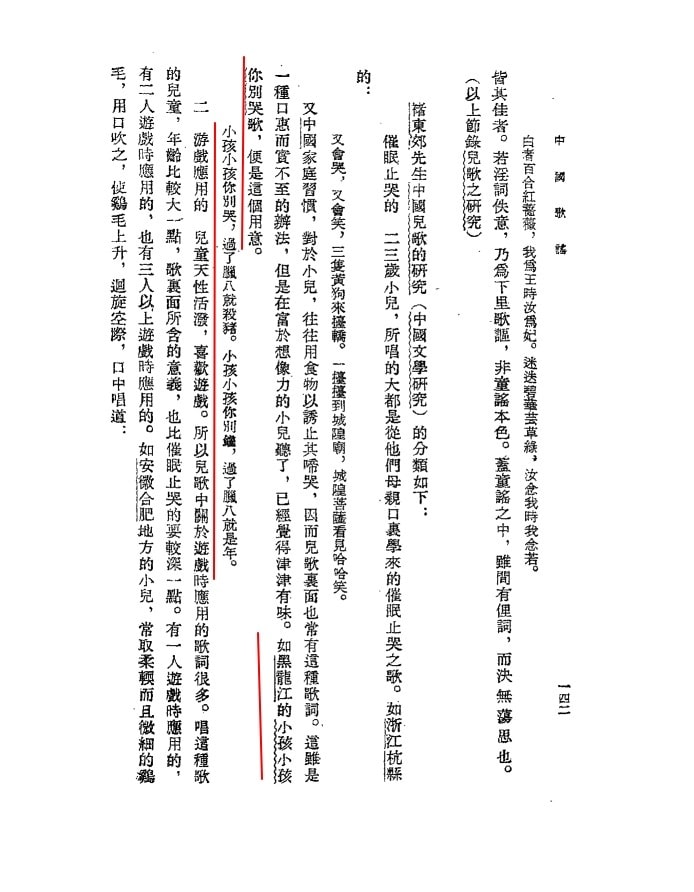 中國歌謠
一四二
白者百合紅薔薇，我爲王時汝爲妃。迷迭碧華芸草綠，汝念我時我念若。
皆其佳者。若淫詞佚意，乃爲下里歌謳，非童謠本色。蓋童謠之中，雖間有俚詞，而決無蕩思也。
（以上節錄兒歌之研究）
褚東郊先生中國兒歌的研究（中國文學研究）的分類如下：
催眠止哭的　二三歲小兒，所唱的大都是從他們母親口裏學來的催眠止哭之歌。如浙江杭縣
的：
又會哭，又會笑，三隻黃狗來擡轎。一擡擡到城隍廟，城隍菩薩看見哈哈笑。
又中國家庭習慣，對於小兒，往往用食物以誘止其啼哭，因而兒歌裏面也常有這種歌詞。這雖是
一種口惠而實不至的辦法，但是在富於想像力的小兒聽了，已經覺得津津有味。如黑龍江的小孩小孩
你別哭歌，便是這個用意。
小孩小孩你別哭，過了臘八就殺豬。小孩小孩你別饞，過了臘八就是年。
二　游戲應用的　兒童天性活潑，喜歡遊戲。所以兒歌中關於遊戲時應用的歌詞很多。唱這種歌
的兒童，年齡比較大一點，歌裏面所含的意義，也比催眠止哭的要較深一點。有一人遊戲時應用的，
有二人遊戲時應用的，也有三人以上遊戲時應用的。如安徽合肥地方的小兒，常取柔輭而且微細的鷄
毛，用口吹之，使鷄毛上升，迴旋空際，口中唱道：